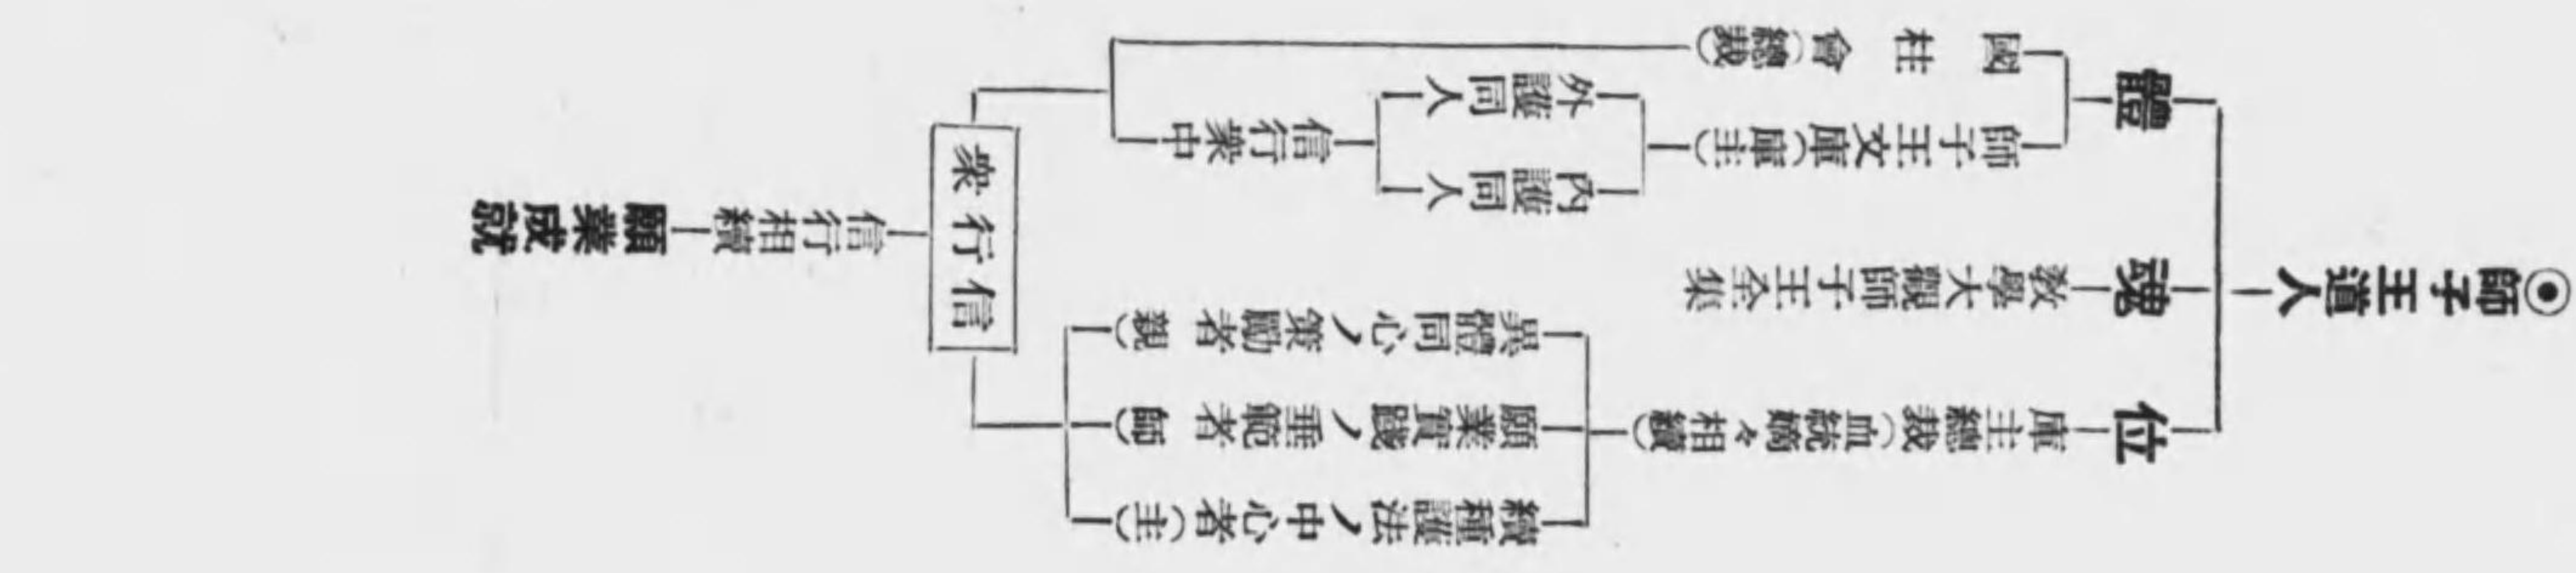 ◉師子王道人
體
國柱會(總裁)
師子王文庫(庫主)
外護同人
內護同人
信行衆中
魂
敎學大觀師子王全集
位
庫主總裁(血統嫡々相續)
異體同心ノ策勵者(親)
願業實踐ノ垂範者(師)
續種護法ノ中心者(主)
信行衆
信行相續
願業成就